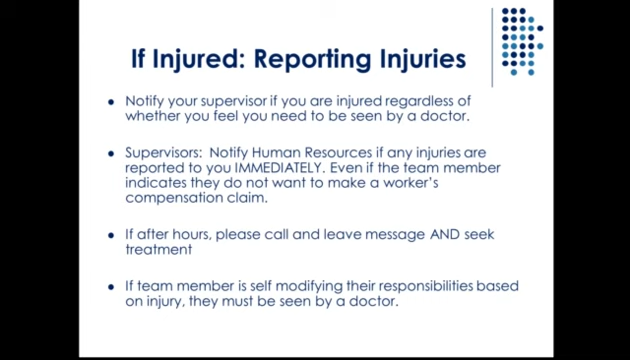 If Injured: Reporting Injuries
Notify your supervisor if you are injured regardless of
whether you feel you need to be seen by a doctor.
Supervisors: Notify Human Resources if any injuries are
reported to you IMMEDIATELY. Even if the team member
indicates they do not want to make a worker's
compensation claim.
If after hours, please call and leave message AND seek
treatment
If team member is self modifying their responsibilities based
on injury, they must be seen by a doctor.